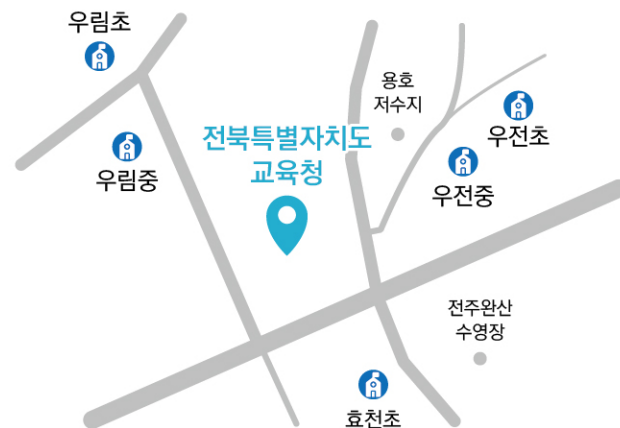 우림초
용호
저수지
우전초
전북특별자치도
교육청
우림중
우전중
전주완산
수영장
효천초